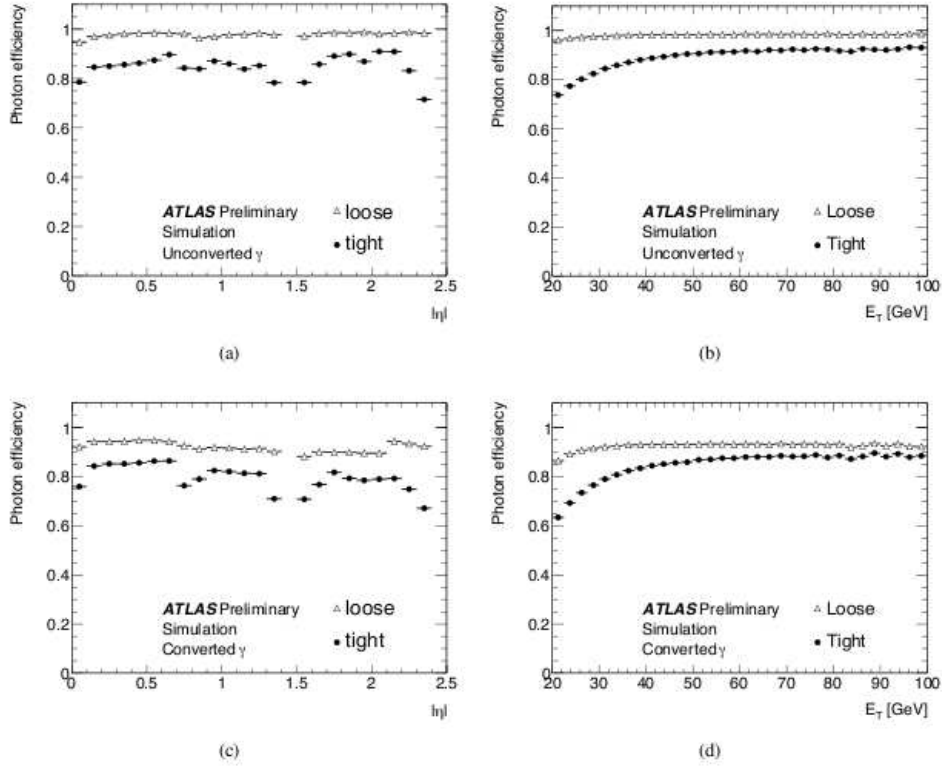 Photon efficiency
1
0.8
0.6
0.4
0.2
0
ATLAS Preliminary
Simulation
Unconverted γ
loose
tight
0 0.5 1 1.5 2 2.5
|η|
(a)
Photon efficiency
1
0.8
0.6
0.4
0.2
0
ATLAS Preliminary
Simulation
Unconverted γ
Loose
Tight
20 30 40 50 60 70 80 90 100
E_T [GeV]
(b)
Photon efficiency
1
0.8
0.6
0.4
0.2
0
ATLAS Preliminary
Simulation
Converted γ
loose
tight
0 0.5 1 1.5 2 2.5
|η|
(c)
Photon efficiency
1
0.8
0.6
0.4
0.2
0
ATLAS Preliminary
Simulation
Converted γ
Loose
Tight
20 30 40 50 60 70 80 90 100
E_T [GeV]
(d)